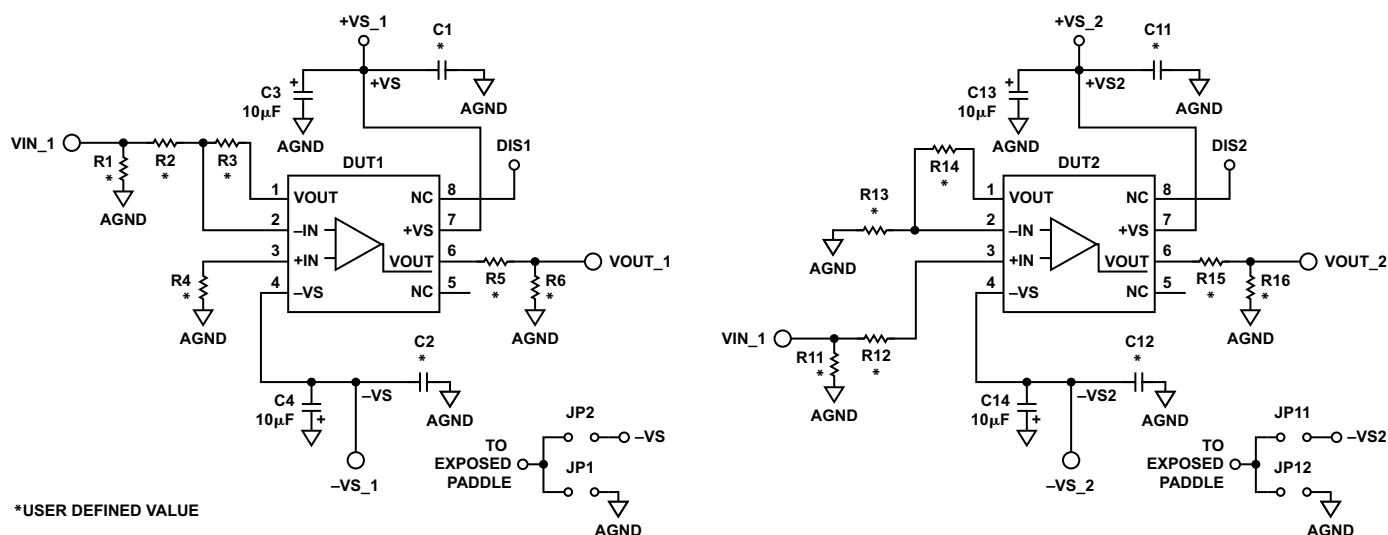 +VS_1
C1
*
+VS
C3
10µF
AGND
AGND
VIN_1
R1
*
R2
*
R3
*
AGND
DUT1
DIS1
1 VOUT
NC 8
2 –IN
+VS 7
3 +IN
VOUT 6
4 –VS
NC 5
R4
*
AGND
R5
*
R6
*
AGND
VOUT_1
C2
*
–VS
AGND
C4
10µF
–VS_1
TO
EXPOSED
PADDLE
JP2
–VS
JP1
AGND
*USER DEFINED VALUE
+VS_2
C11
*
+VS2
C13
10µF
AGND
AGND
R14
*
R13
*
AGND
DUT2
DIS2
1 VOUT
NC 8
2 –IN
+VS 7
3 +IN
VOUT 6
4 –VS
NC 5
VIN_1
R11
*
R12
*
AGND
R15
*
R16
*
AGND
VOUT_2
C12
*
–VS2
AGND
C14
10µF
–VS_2
TO
EXPOSED
PADDLE
JP11
–VS2
JP12
AGND